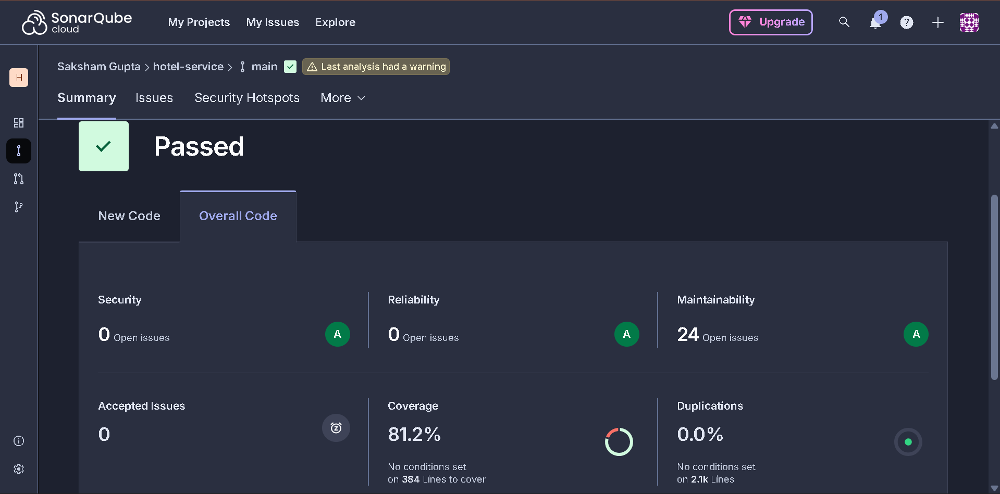 SonarQube
cloud
My Projects
My Issues
Explore
Upgrade
1
?
Saksham Gupta > hotel-service > main
Last analysis had a warning
H
Summary
Issues
Security Hotspots
More
Passed
New Code
Overall Code
Security
0 Open issues
A
Reliability
0 Open issues
A
Maintainability
24 Open issues
A
Accepted Issues
0
Coverage
81.2%
No conditions set
on 384 Lines to cover
Duplications
0.0%
No conditions set
on 2.1k Lines